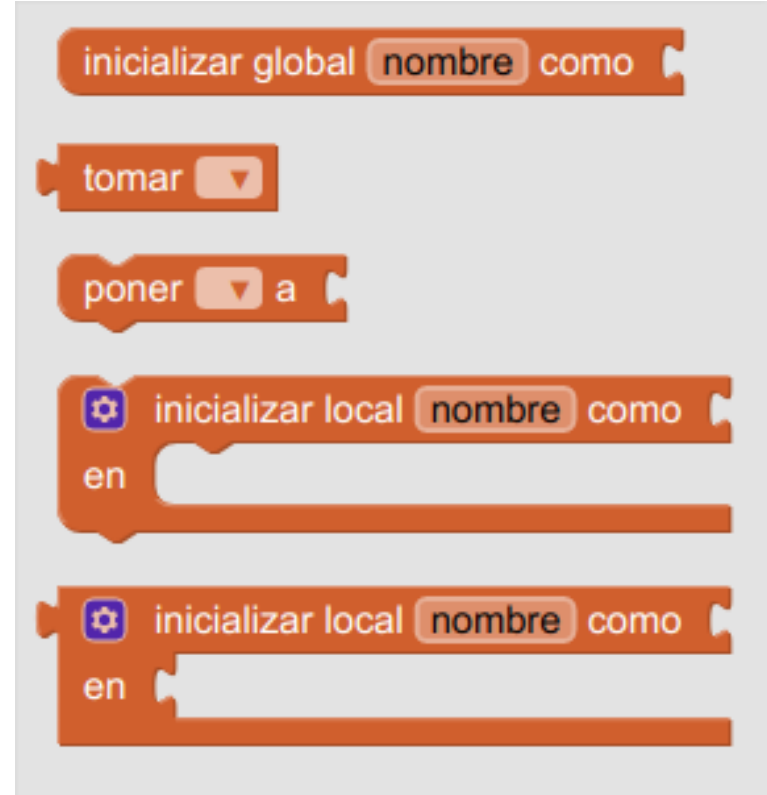 inicializar global nombre como
tomar
poner a
inicializar local nombre como
en
inicializar local nombre como
en